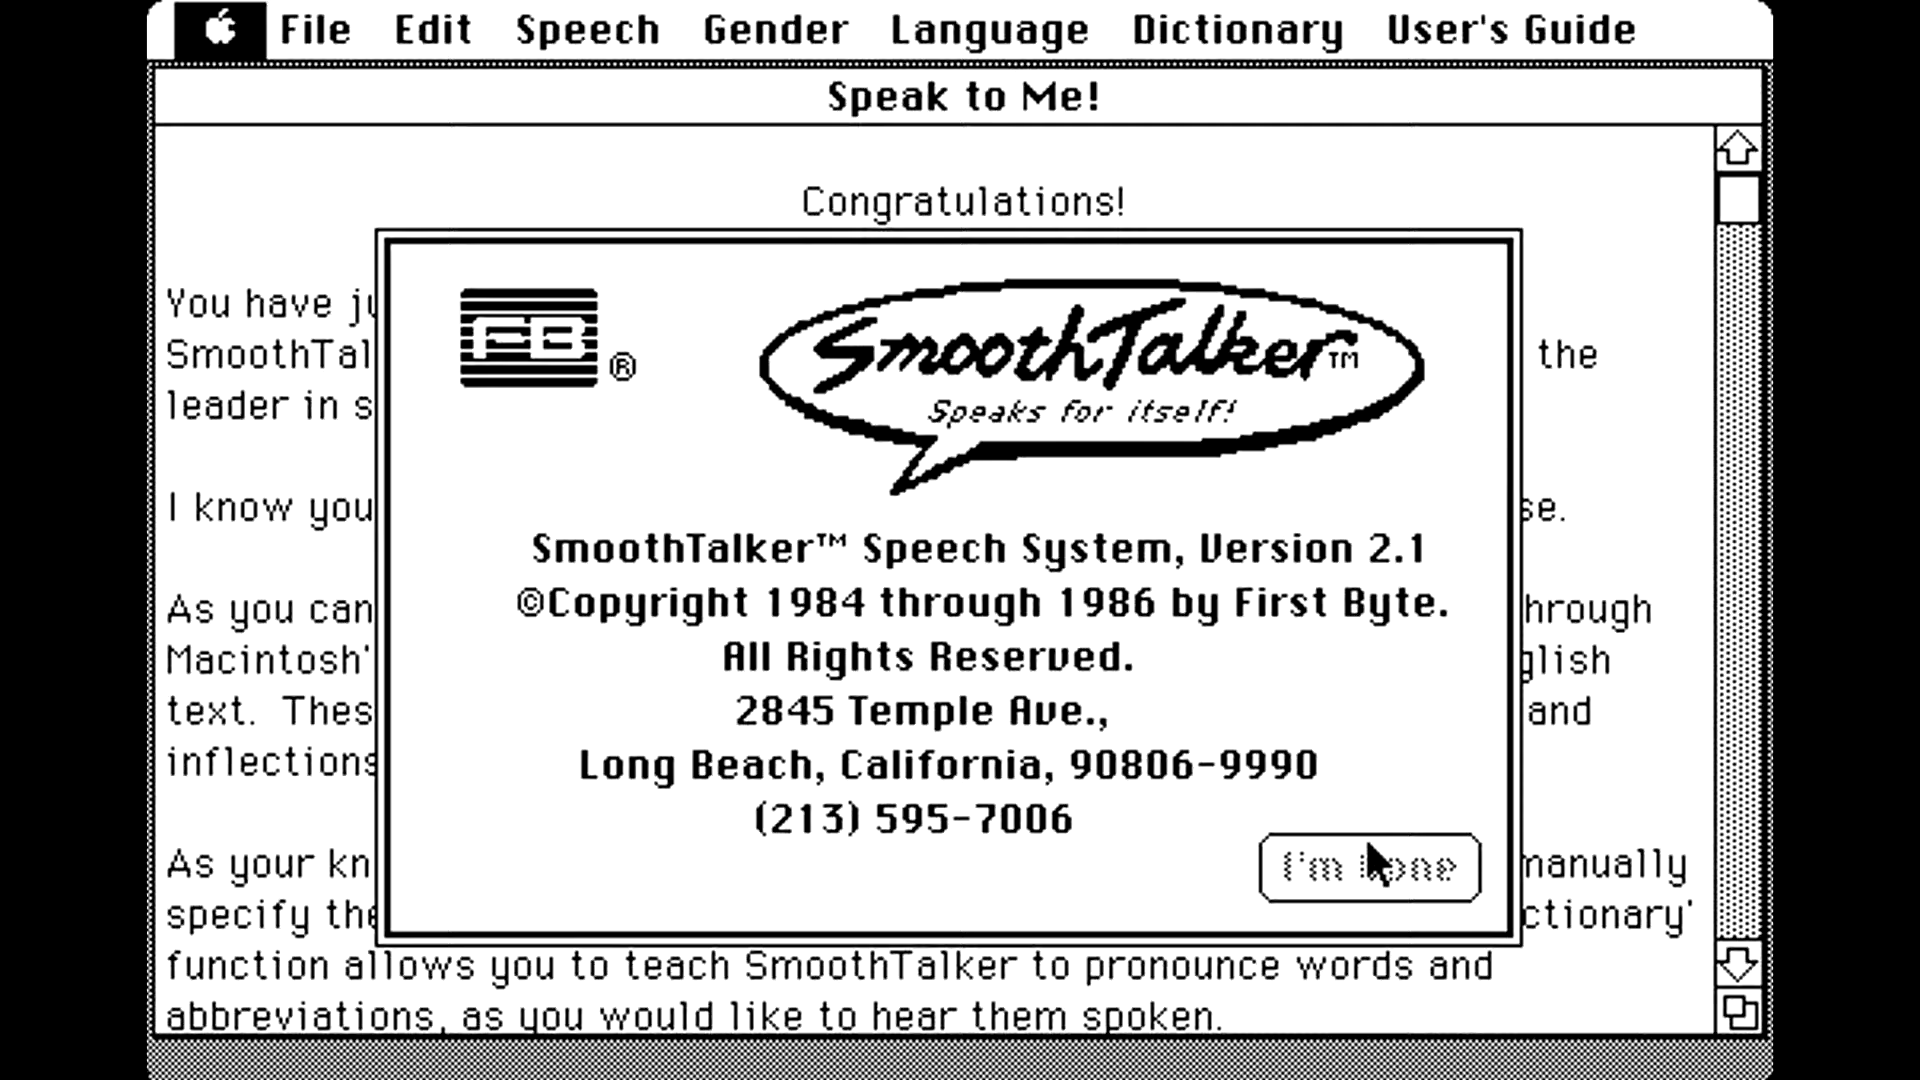 File Edit Speech Gender Language Dictionary User's Guide
Speak to Me!
Congratulations!
You have
SmoothTal the
leader in s
I know you se.
As you can hrough
Macintosh' glish
text. Thes and
inflections
As your kn manually
specify the ctionary'
function allows you to teach SmoothTalker to pronounce words and
abbreviations, as you would like to hear them spoken.
FB®
SmoothTalker™
Speaks for itself!
SmoothTalker™ Speech System, Version 2.1
©Copyright 1984 through 1986 by First Byte.
All Rights Reserved.
2845 Temple Ave.,
Long Beach, California, 90806-9990
(213) 595-7006
I'm Done